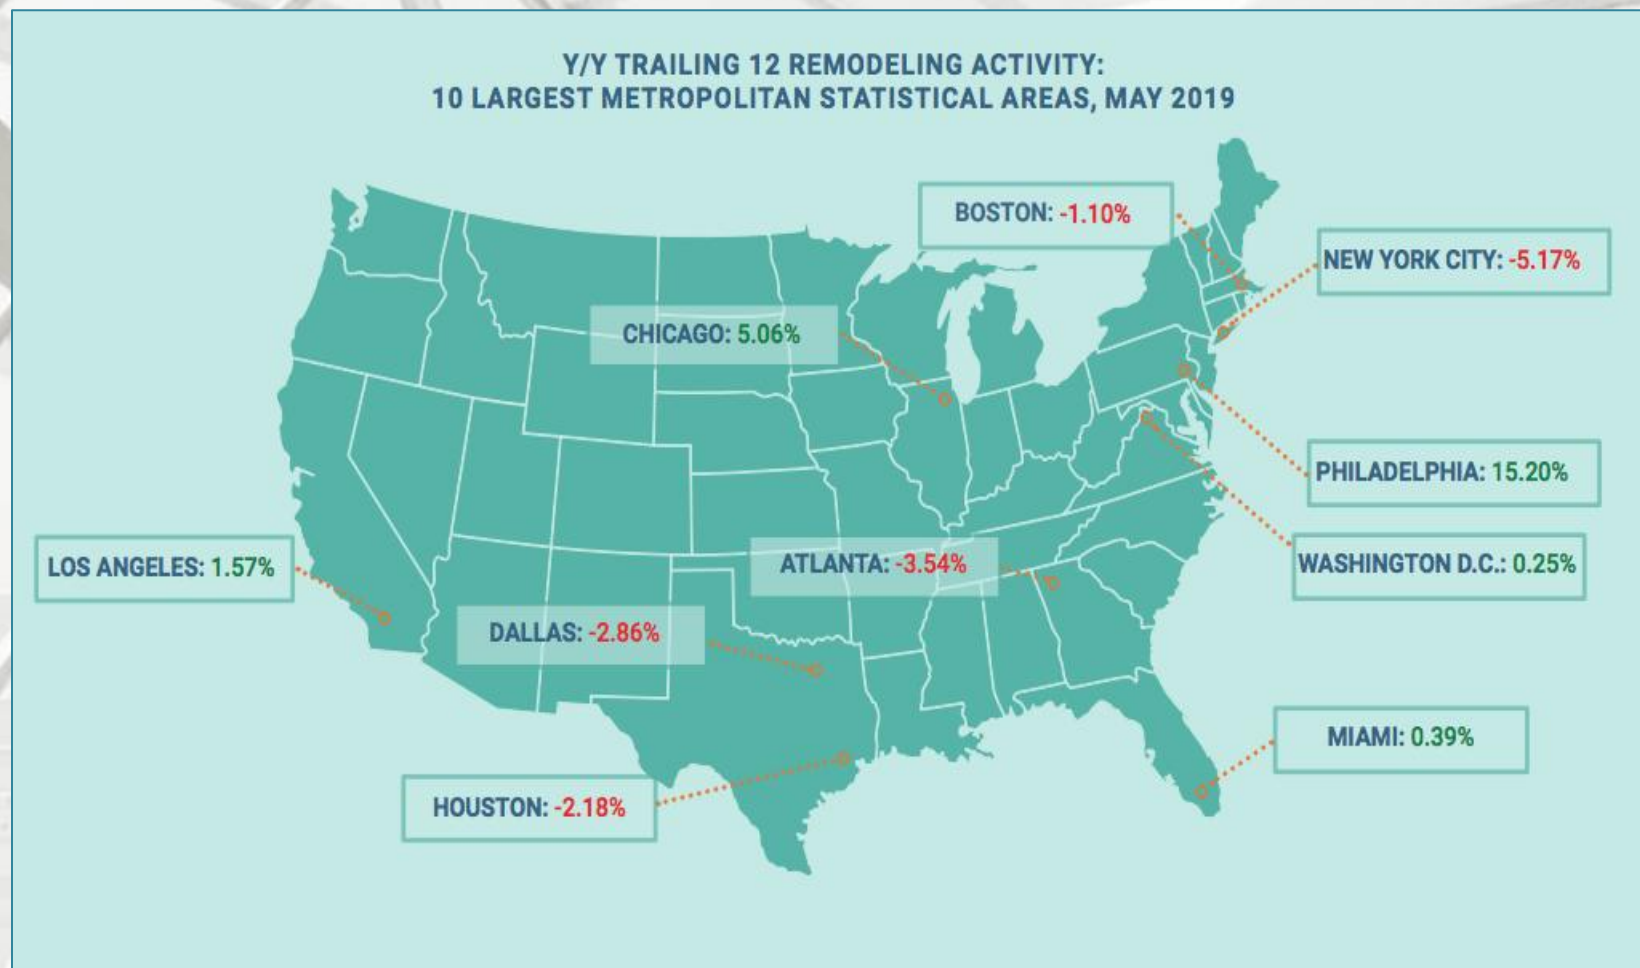 Y/Y TRAILING 12 REMODELING ACTIVITY:
10 LARGEST METROPOLITAN STATISTICAL AREAS, MAY 2019
BOSTON: -1.10%
NEW YORK CITY: -5.17%
CHICAGO: 5.06%
PHILADELPHIA: 15.20%
LOS ANGELES: 1.57%
ATLANTA: -3.54%
WASHINGTON D.C.: 0.25%
DALLAS: -2.86%
MIAMI: 0.39%
HOUSTON: -2.18%